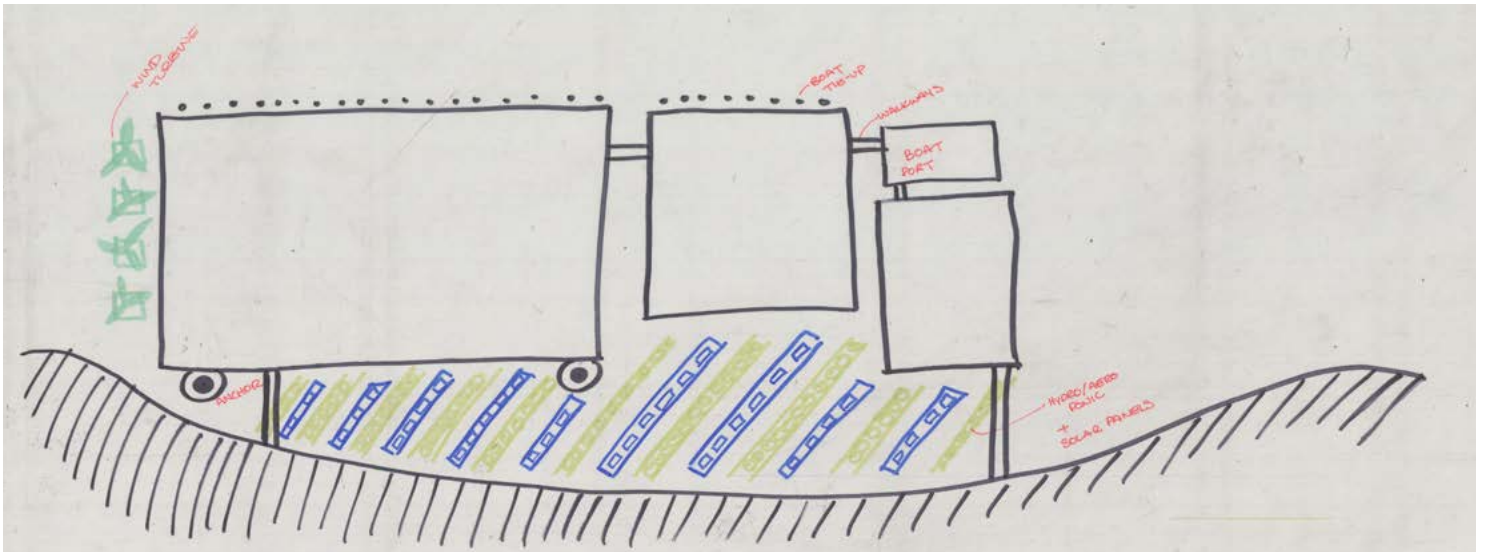 WIND
TURBINE
BOAT
TIE-UP
WALKWAYS
BOAT
PORT
ANCHOR
HYDRO/AERO
PONIC
+
SOLAR PANELS